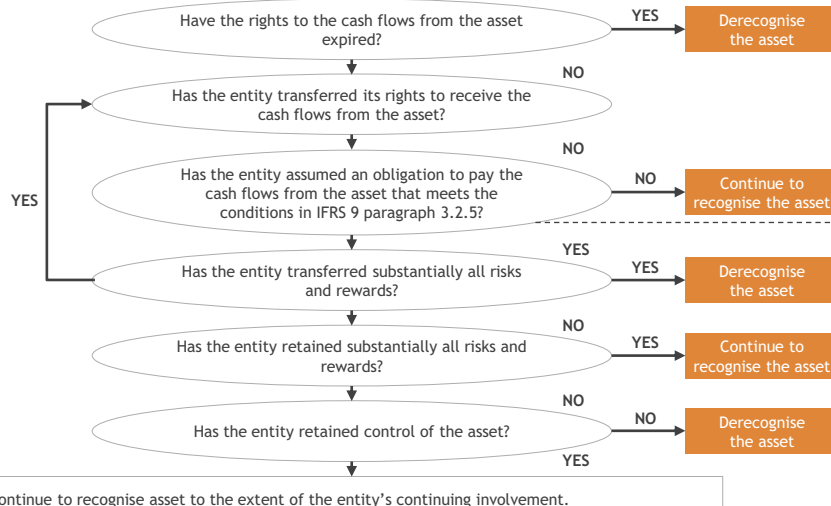 Have the rights to the cash flows from the asset
expired?
YES
Derecognise
the asset
NO
Has the entity transferred its rights to receive the
cash flows from the asset?
NO
YES
Has the entity assumed an obligation to pay the
cash flows from the asset that meets the
conditions in IFRS 9 paragraph 3.2.5?
NO
Continue to
recognise the asset
YES
Has the entity transferred substantially all risks
and rewards?
YES
Derecognise
the asset
NO
Has the entity retained substantially all risks and
rewards?
YES
Continue to
recognise the asset
NO
Has the entity retained control of the asset?
NO
Derecognise
the asset
YES
ontinue to recognise asset to the extent of the entity’s continuing involvement.